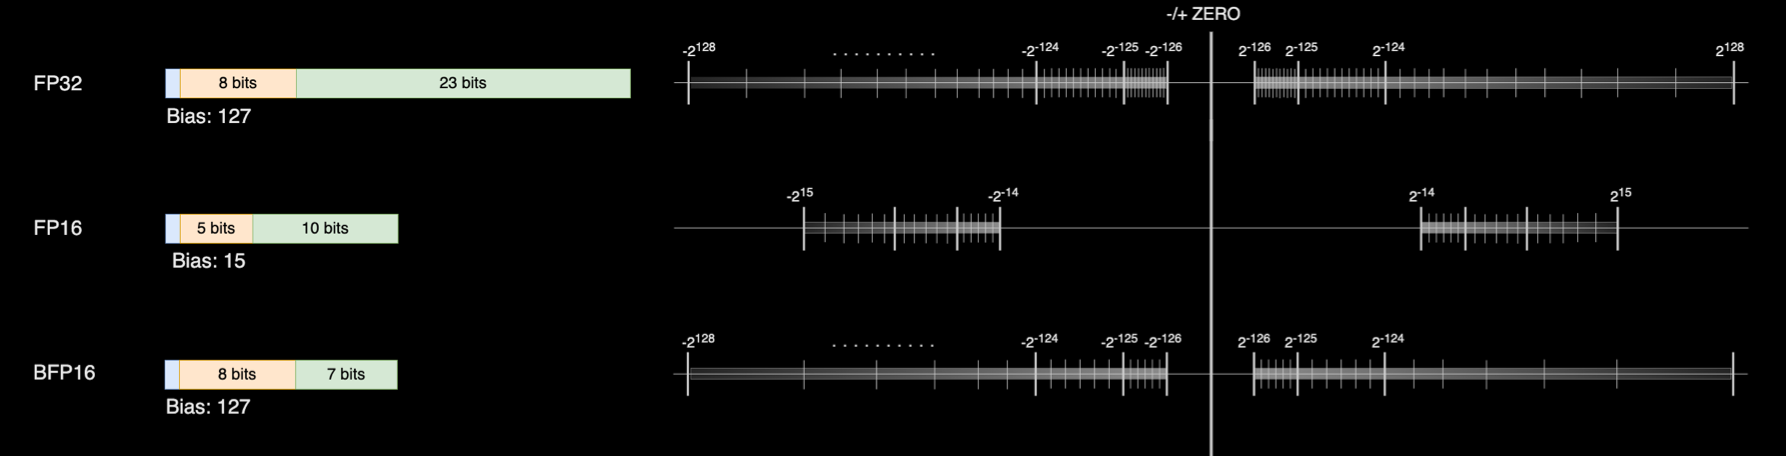 -/+ ZERO
-2^128 ......... -2^-124 -2^-125 -2^-126 2^-126 2^-125 2^-124 2^128
FP32 8 bits 23 bits
Bias: 127
-2^15 -2^-14 2^-14 2^15
FP16 5 bits 10 bits
Bias: 15
-2^128 ......... -2^-124 -2^-125 -2^-126 2^-126 2^-125 2^-124
BFP16 8 bits 7 bits
Bias: 127